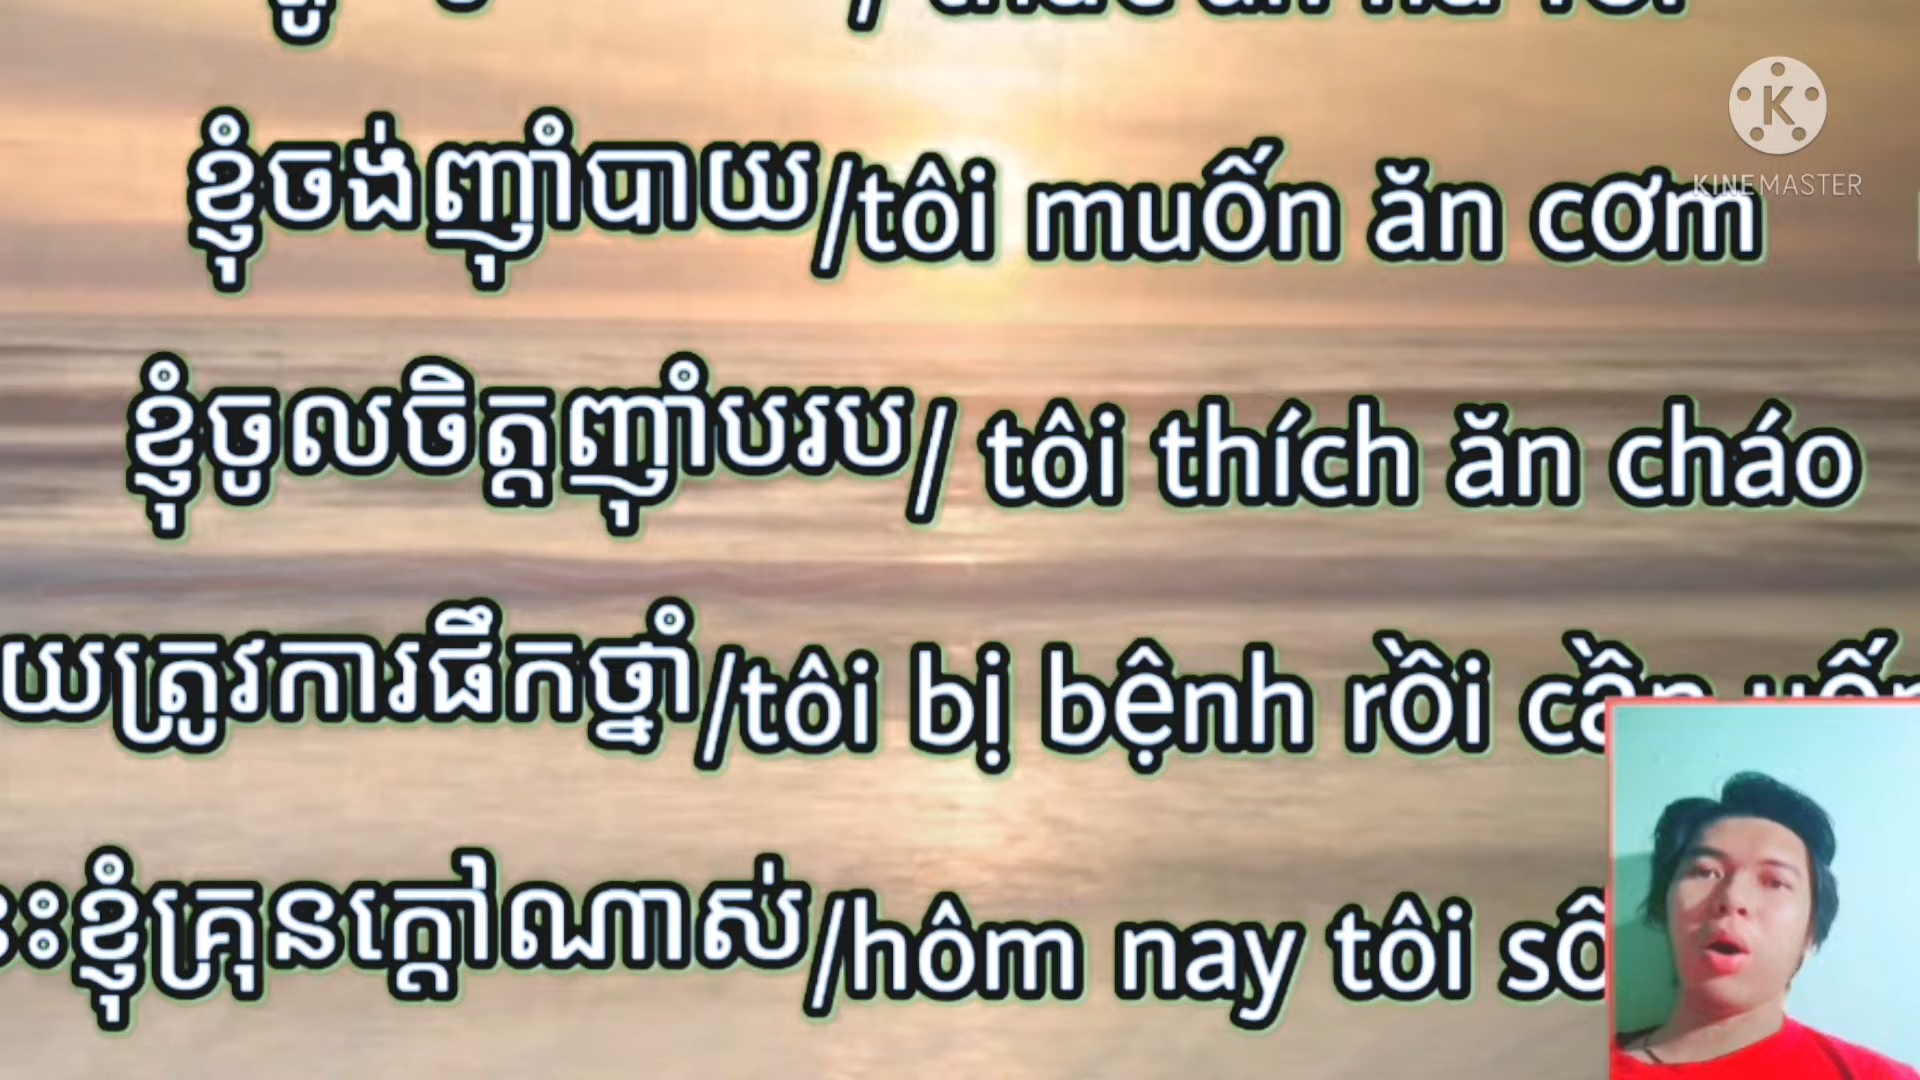 KINEMASTER
ខ្ញុំចង់ញ៉ាំបាយ/tôi muốn ăn cơm
ខ្ញុំចូលចិត្តញ៉ាំបរប/ tôi thích ăn cháo
យត្រូវការផឹកថ្នាំ/tôi bị bệnh rồi cần
ខ្ញុំគ្រុនក្តៅណាស់/hôm nay tôi